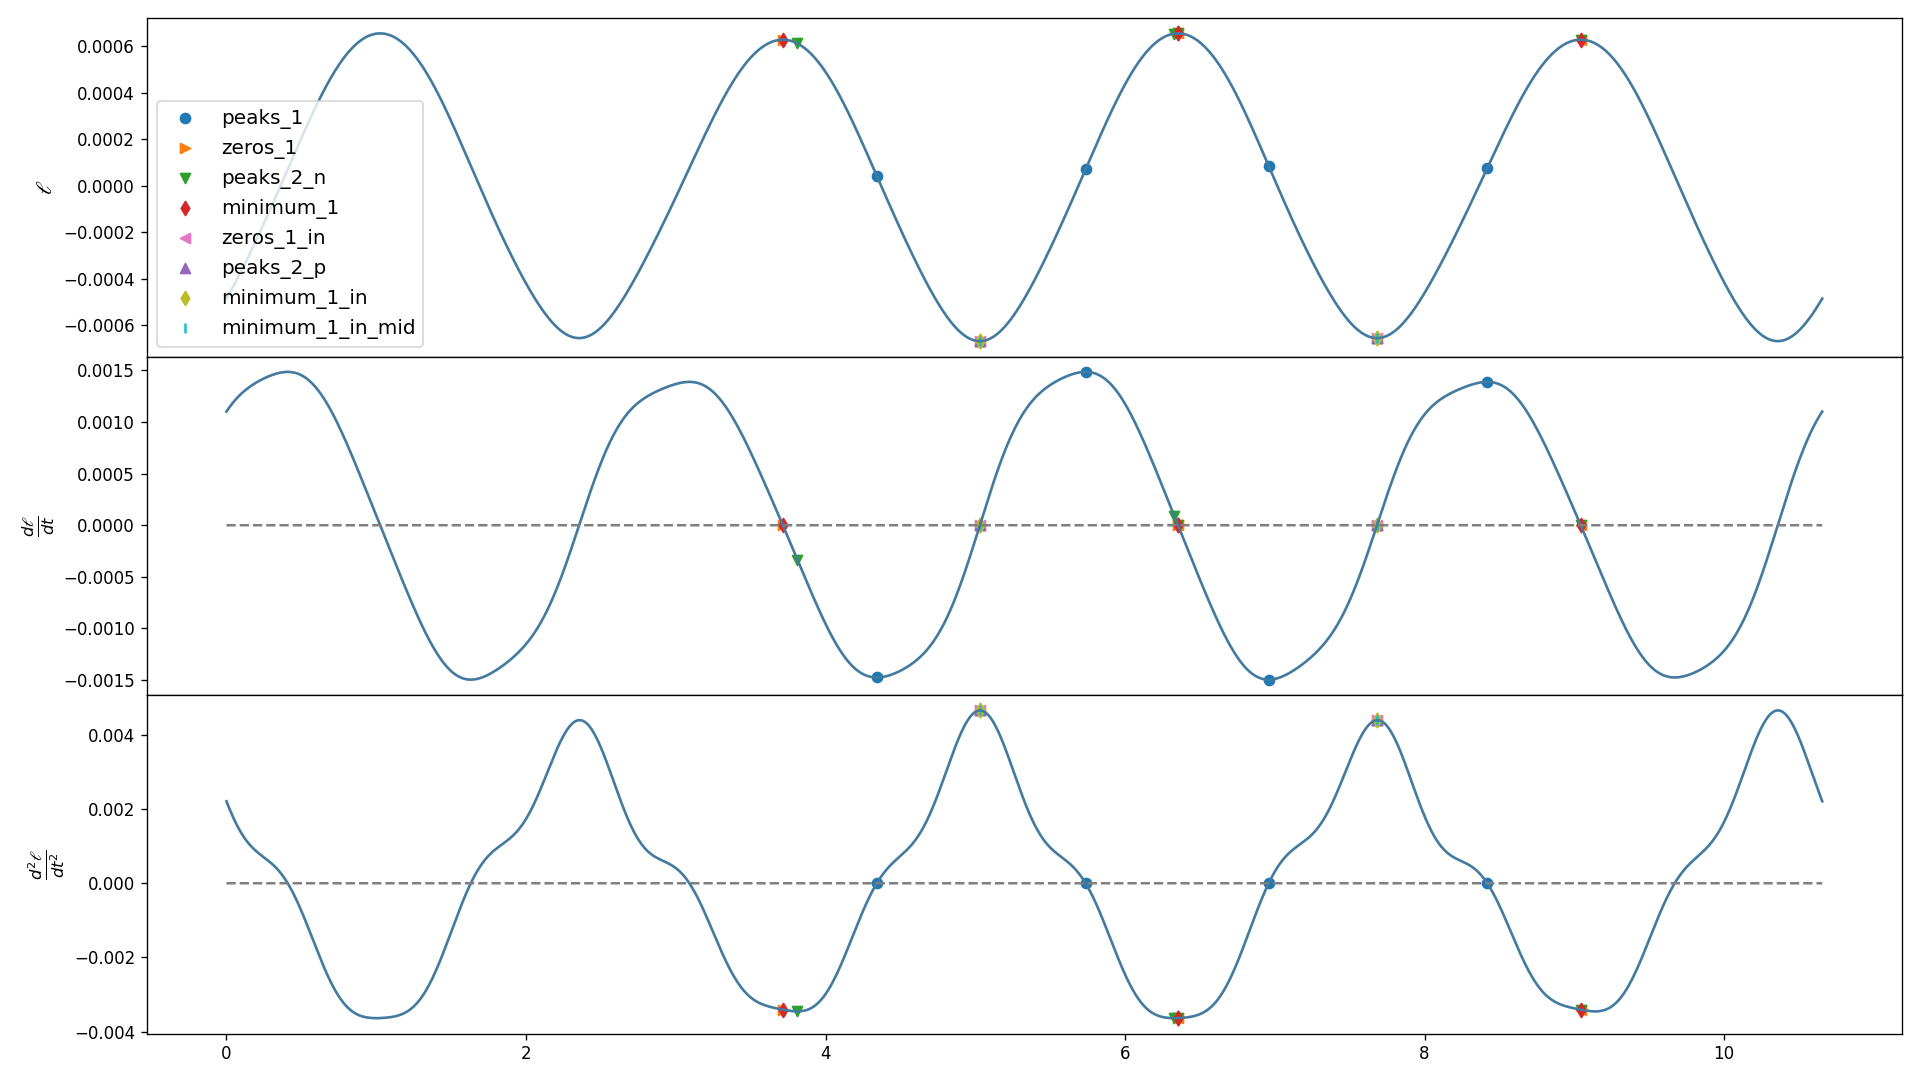 0.0006
0.0004
0.0002
0.0000
−0.0002
−0.0004
−0.0006
ℓ
peaks_1
zeros_1
peaks_2_n
minimum_1
zeros_1_in
peaks_2_p
minimum_1_in
minimum_1_in_mid
0.0015
0.0010
0.0005
0.0000
−0.0005
−0.0010
−0.0015
dℓ
dt
0.004
0.002
0.000
−0.002
−0.004
d²ℓ
dt²
0 2 4 6 8 10